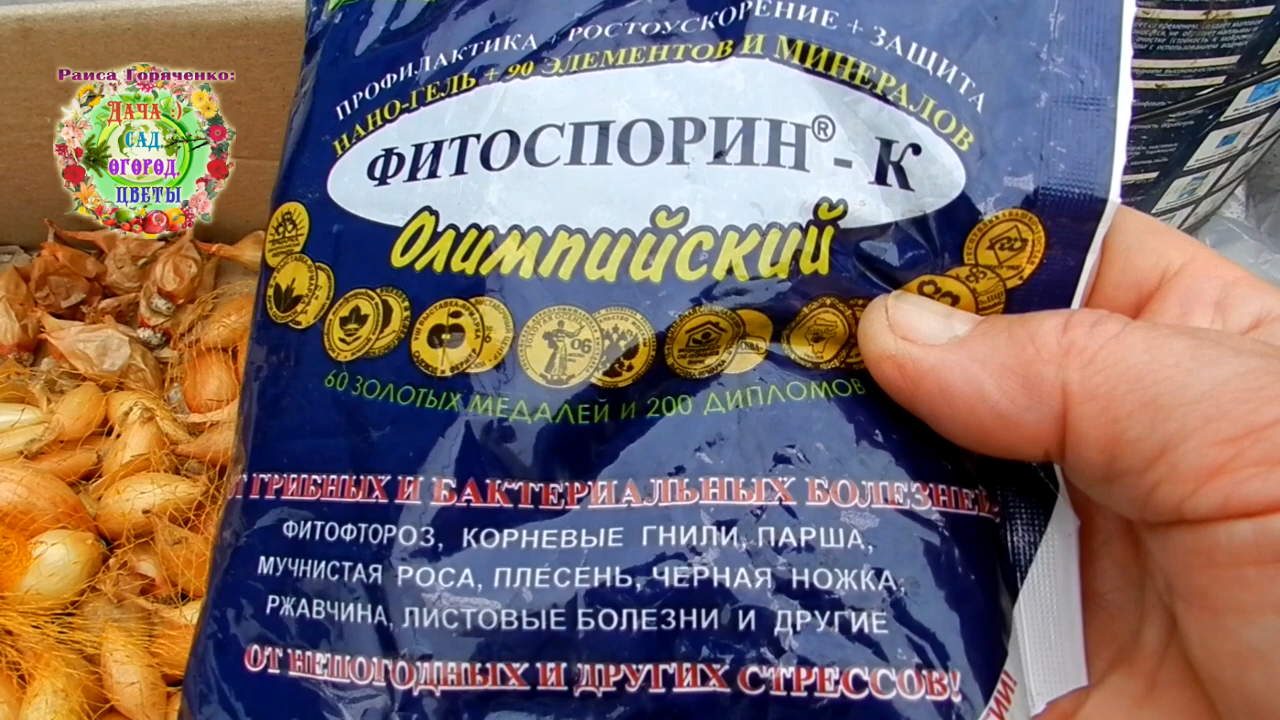 Раиса Горяченко:
Дача :)
сад,
огород,
цветы
ПРОФИЛАКТИКА + РОСТОУСКОРЕНИЕ + ЗАЩИТА
НАНО-ГЕЛЬ + 90 ЭЛЕМЕНТОВ И МИНЕРАЛОВ
ФИТОСПОРИН® - К
Олимпийский
60 ЗОЛОТЫХ МЕДАЛЕЙ И 200 ДИПЛОМОВ
ГРИБНЫХ И БАКТЕРИАЛЬНЫХ БОЛЕЗНЕЙ
ФИТОФТОРОЗ, КОРНЕВЫЕ ГНИЛИ, ПАРША,
МУЧНИСТАЯ РОСА, ПЛЕСЕНЬ, ЧЕРНАЯ НОЖКА,
РЖАВЧИНА, ЛИСТОВЫЕ БОЛЕЗНИ И ДРУГИЕ
ОТ НЕПОГОДНЫХ И ДРУГИХ СТРЕССОВ!